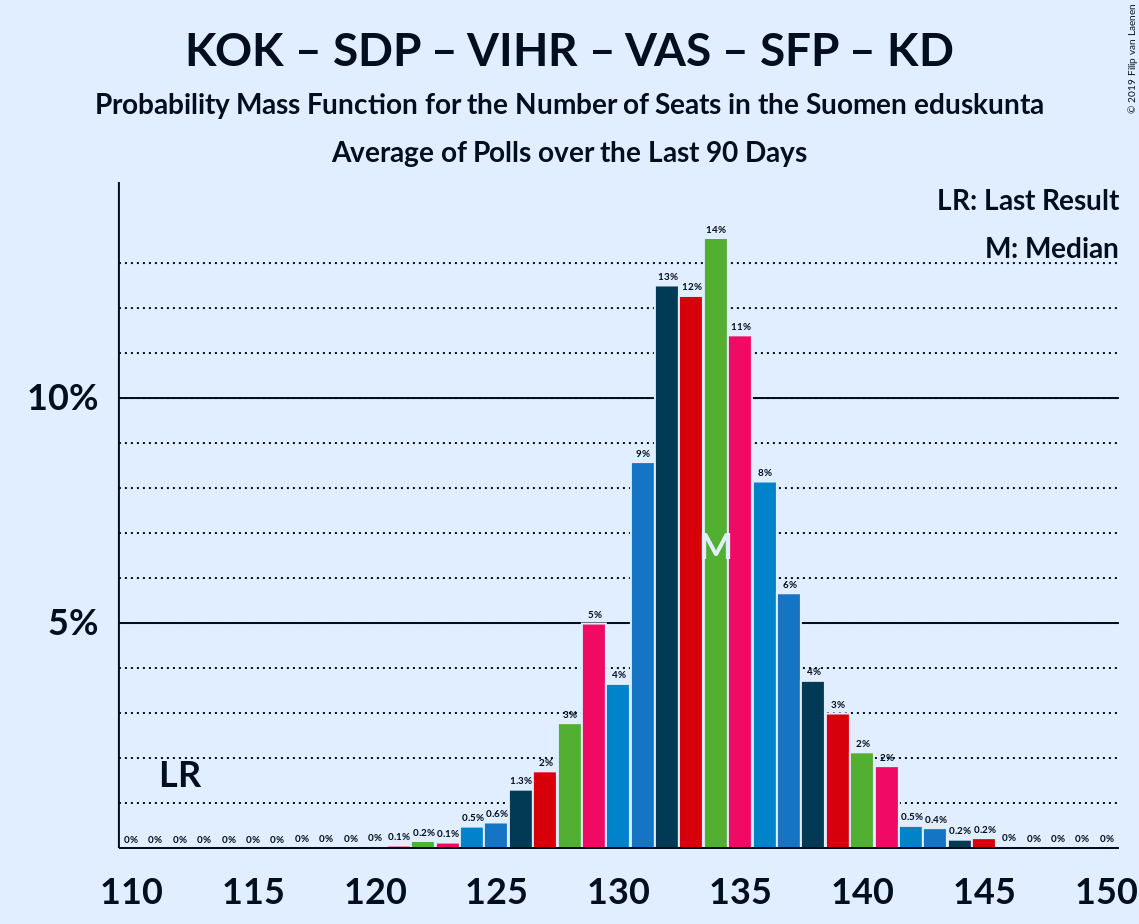 KOK – SDP – VIHR – VAS – SFP – KD
Probability Mass Function for the Number of Seats in the Suomen eduskunta
Average of Polls over the Last 90 Days
© 2019 Filip van Laenen
LR: Last Result
M: Median
10%
5%
LR
M
0% 0% 0% 0% 0% 0% 0% 0% 0% 0% 0% 0.1% 0.2% 0.1% 0.5% 0.6% 1.3% 2% 3% 5% 4% 9% 13% 12% 14% 11% 8% 6% 4% 3% 2% 2% 0.5% 0.4% 0.2% 0.2% 0% 0% 0% 0% 0%
110 115 120 125 130 135 140 145 150